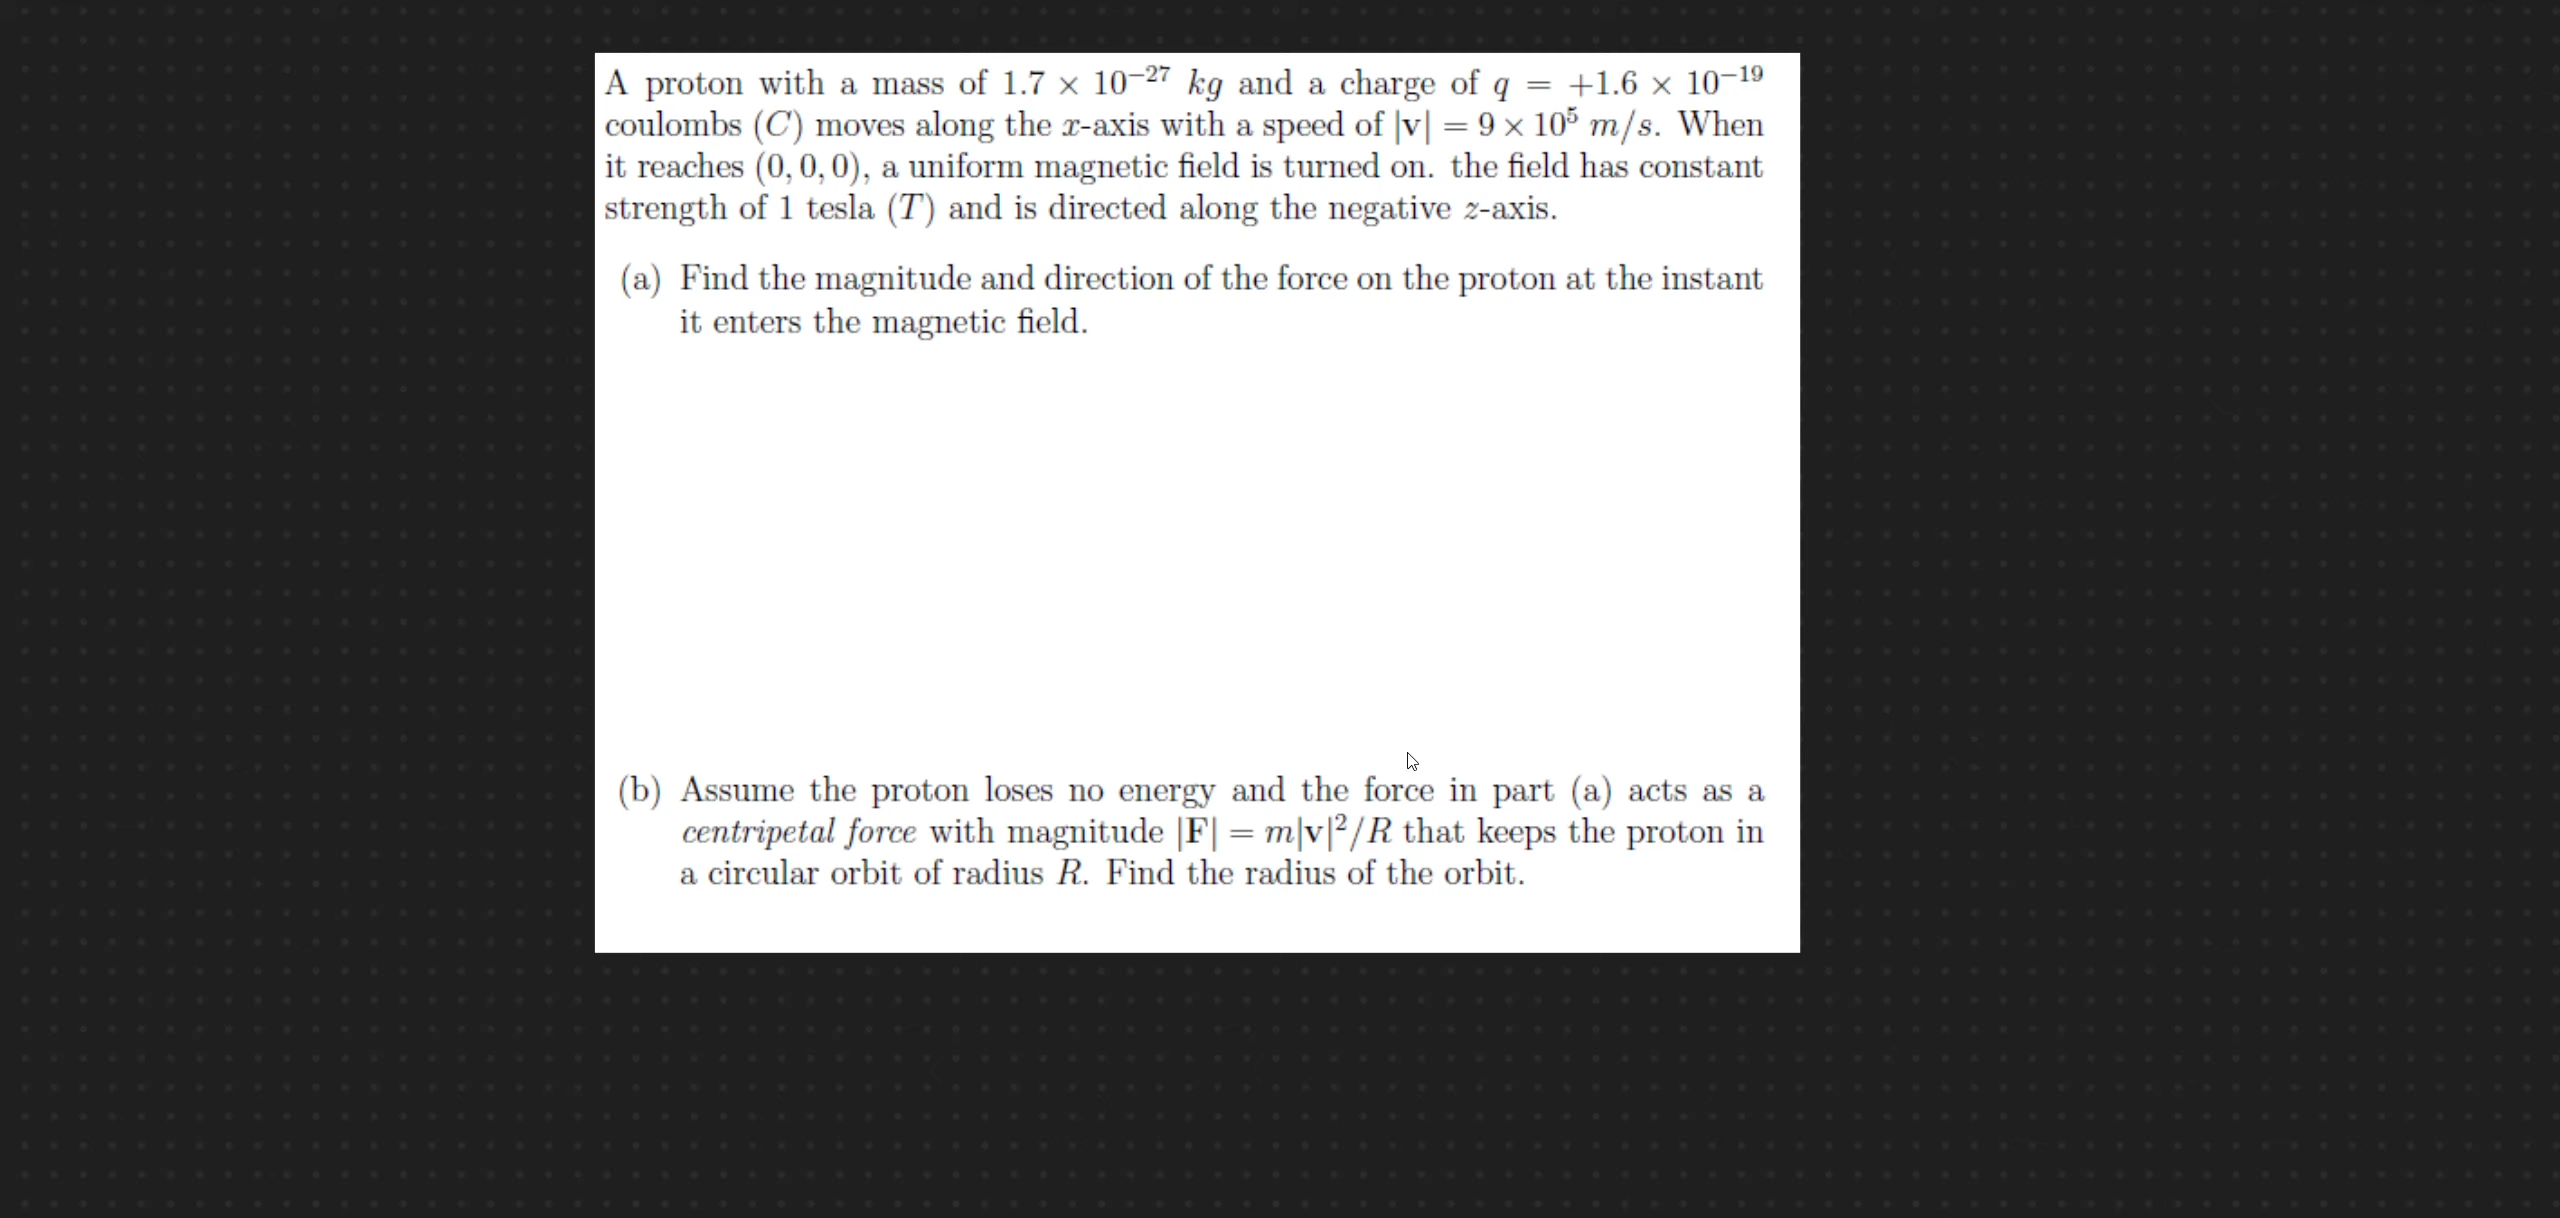 A proton with a mass of 1.7 × 10⁻²⁷ kg and a charge of q = +1.6 × 10⁻¹⁹
coulombs (C) moves along the x-axis with a speed of |v| = 9 × 10⁵ m/s. When
it reaches (0, 0, 0), a uniform magnetic field is turned on. the field has constant
strength of 1 tesla (T) and is directed along the negative z-axis.
(a) Find the magnitude and direction of the force on the proton at the instant
it enters the magnetic field.
(b) Assume the proton loses no energy and the force in part (a) acts as a
centripetal force with magnitude |F| = m|v|²/R that keeps the proton in
a circular orbit of radius R. Find the radius of the orbit.